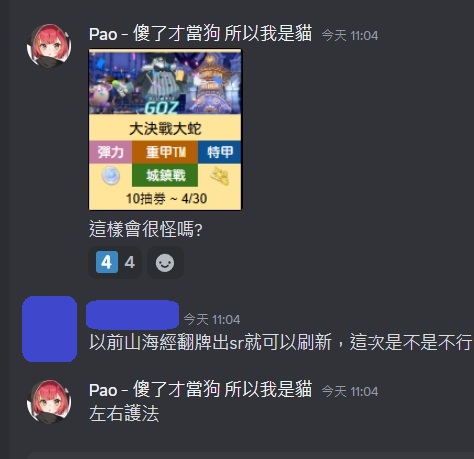 Pao - 傻了才當狗 所以我是貓 今天 11:04
GOZ
大決戰大蛇
彈力 重甲TM 特甲
城鎮戰
10抽券 ~ 4/30
這樣會很怪嗎?
4 4
今天 11:04
以前山海經翻牌出sr就可以刷新，這次是不是不行
Pao - 傻了才當狗 所以我是貓 今天 11:04
左右護法